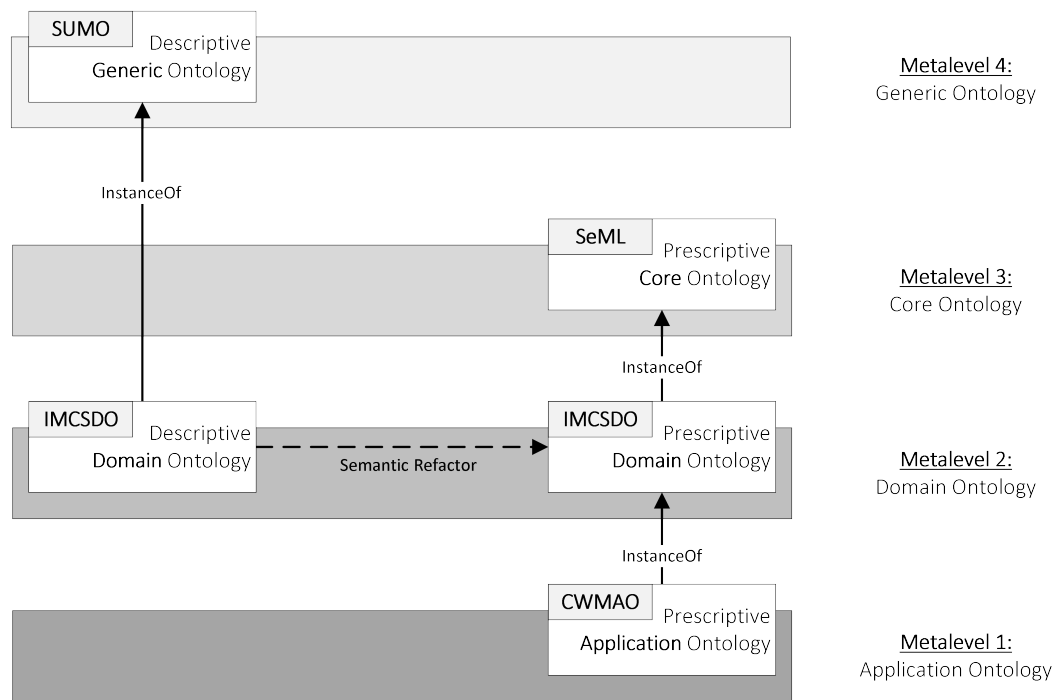 SUMO
Descriptive
Generic Ontology
Metalevel 4:
Generic Ontology
InstanceOf
SeML
Prescriptive
Core Ontology
Metalevel 3:
Core Ontology
InstanceOf
IMCSDO
Descriptive
Domain Ontology
Semantic Refactor
IMCSDO
Prescriptive
Domain Ontology
Metalevel 2:
Domain Ontology
InstanceOf
CWMAO
Prescriptive
Application Ontology
Metalevel 1:
Application Ontology